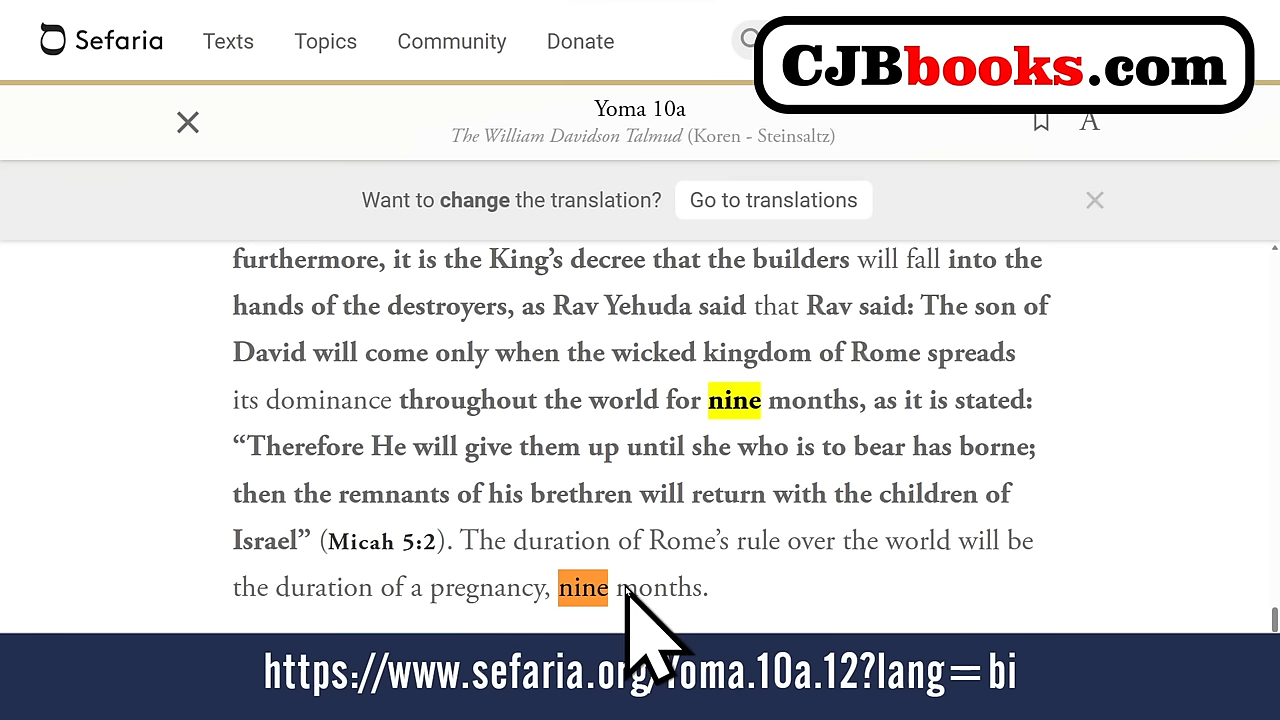 Sefaria Texts Topics Community Donate
CJBbooks.com
Yoma 10a
The William Davidson Talmud (Koren - Steinsaltz)
A
Want to change the translation? Go to translations
furthermore, it is the King’s decree that the builders will fall into the
hands of the destroyers, as Rav Yehuda said that Rav said: The son of
David will come only when the wicked kingdom of Rome spreads
its dominance throughout the world for nine months, as it is stated:
“Therefore He will give them up until she who is to bear has borne;
then the remnants of his brethren will return with the children of
Israel” (Micah 5:2). The duration of Rome’s rule over the world will be
the duration of a pregnancy, nine months.
https://www.sefaria.org/Yoma.10a.12?lang=bi